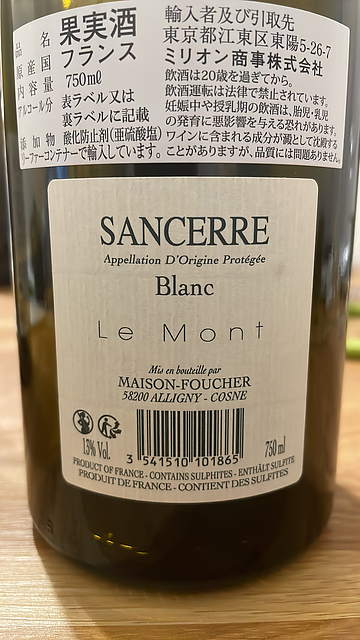 品名 果実酒
原産国 フランス
内容量 750mℓ
アルコール分 表ラベル又は
裏ラベルに記載
添加物 酸化防止剤(亜硫酸塩)
リーファーコンテナーで輸入しています。
輸入者及び引取先
東京都江東区東陽5-26-7
ミリオン商事株式会社
飲酒は20歳を過ぎてから。
飲酒運転は法律で禁止されています。
妊娠中や授乳期の飲酒は、胎児・乳児
の発育に悪影響を与える恐れがあります。
ワインに含まれる成分が澱として沈殿する
ことがありますが、品質には問題ありません。
SANCERRE
Appellation D'Origine Protégée
Blanc
Le Mont
Mis en bouteille par
MAISON-FOUCHER
58200 ALLIGNY - COSNE
13% Vol.
3 541510 101865
750 ml
PRODUCT OF FRANCE - CONTAINS SULPHITES - ENTHÄLT SULFITE
PRODUIT DE FRANCE - CONTIENT DES SULFITES